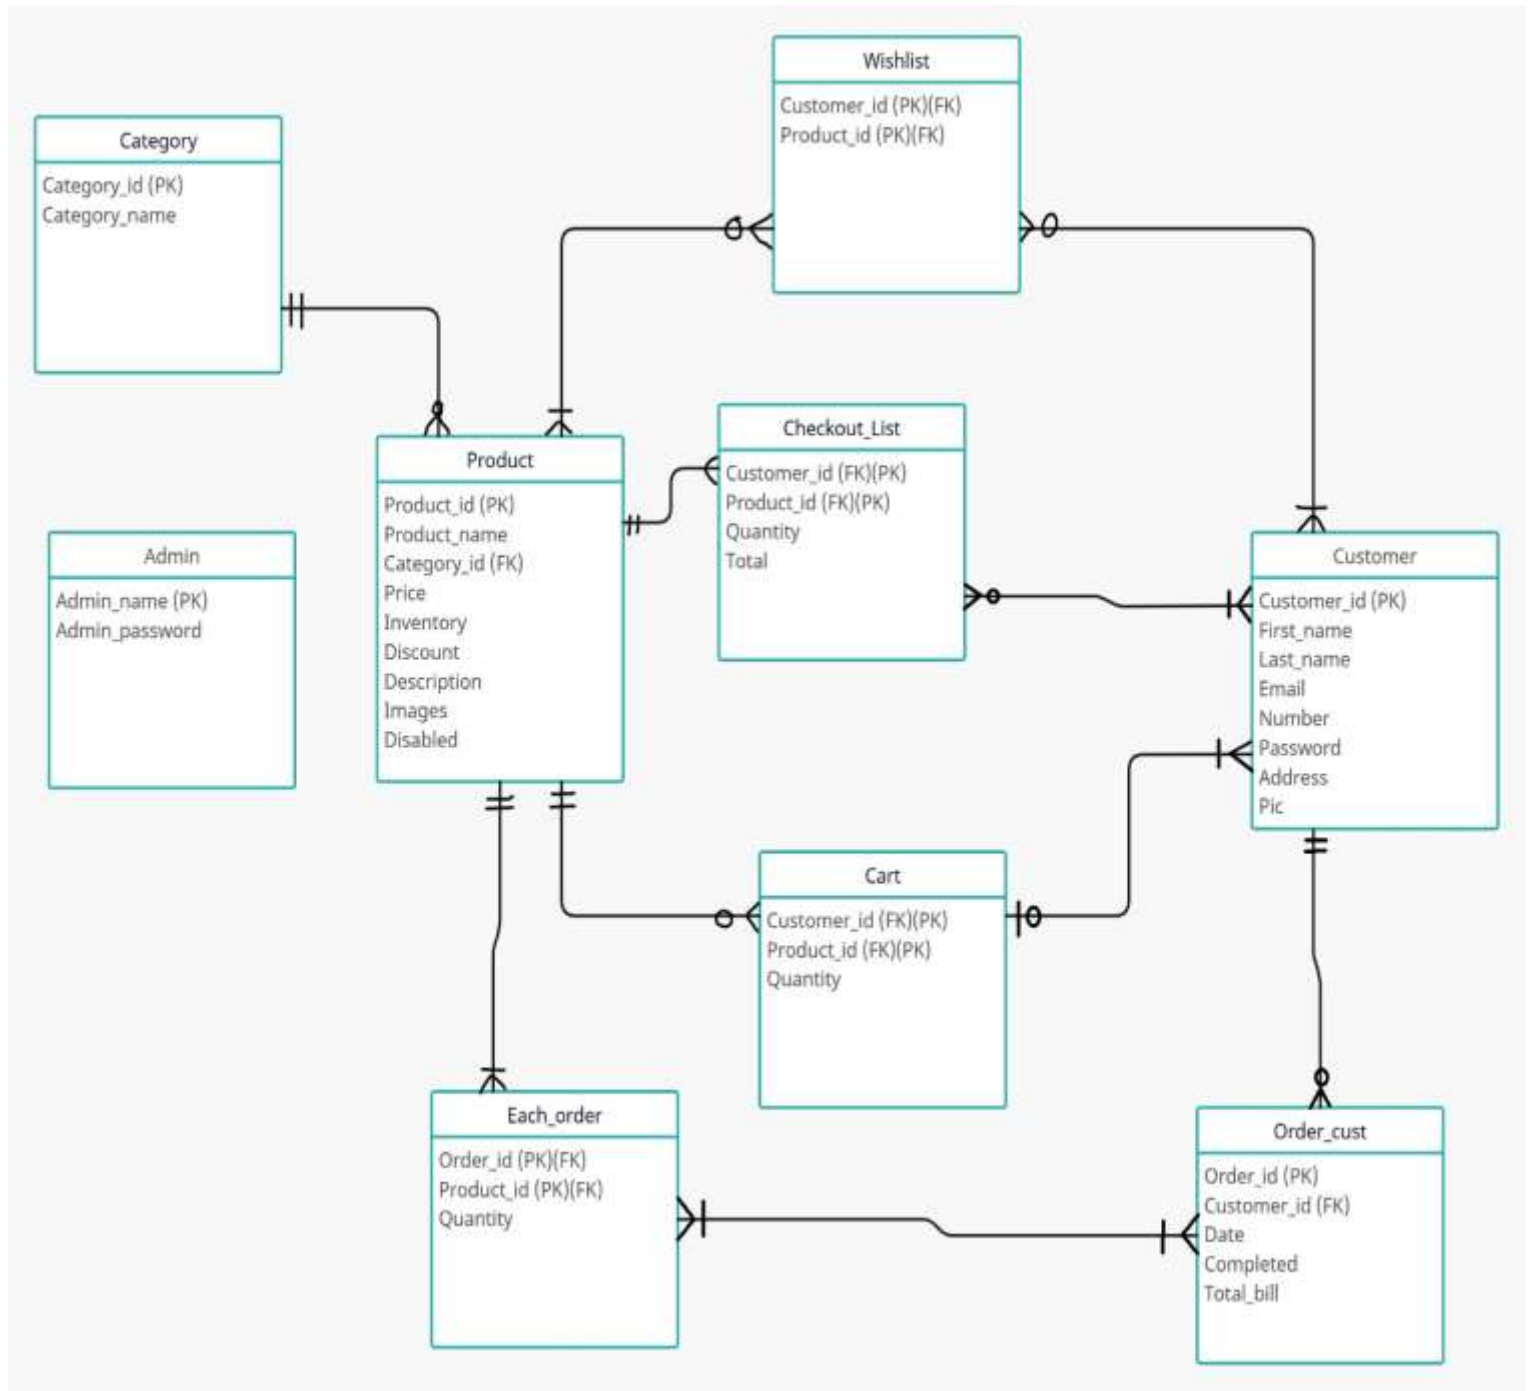 Wishlist
Customer_id (PK)(FK)
Product_id (PK)(FK)
Category
Category_id (PK)
Category_name
Checkout_List
Customer_id (FK)(PK)
Product_id (FK)(PK)
Quantity
Total
Product
Product_id (PK)
Product_name
Category_id (FK)
Price
Inventory
Discount
Description
Images
Disabled
Admin
Admin_name (PK)
Admin_password
Customer
Customer_id (PK)
First_name
Last_name
Email
Number
Password
Address
Pic
Cart
Customer_id (FK)(PK)
Product_id (FK)(PK)
Quantity
Each_order
Order_id (PK)(FK)
Product_id (PK)(FK)
Quantity
Order_cust
Order_id (PK)
Customer_id (FK)
Date
Completed
Total_bill